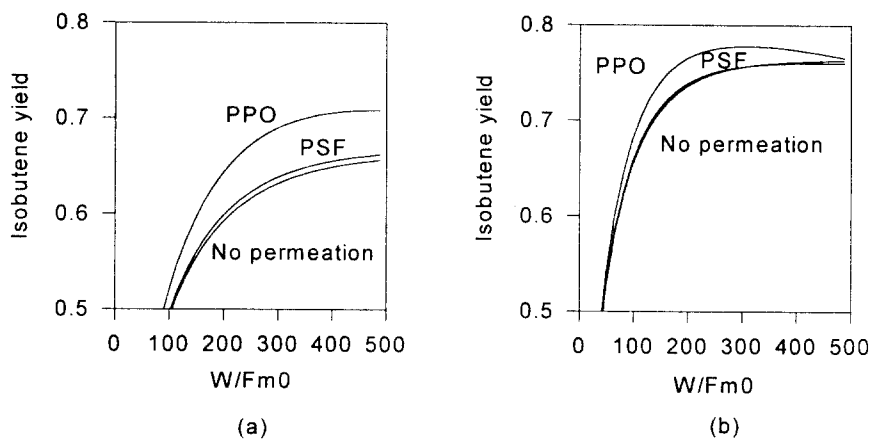 Isobutene yield
0.8
0.7
0.6
0.5
PPO
PSF
No permeation
0 100 200 300 400 500
W/Fm0
(a)
Isobutene yield
0.8
0.7
0.6
0.5
PPO
PSF
No permeation
0 100 200 300 400 500
W/Fm0
(b)